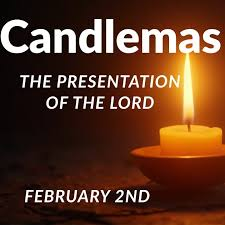 Candlemas
THE PRESENTATION
OF THE LORD
FEBRUARY 2ND